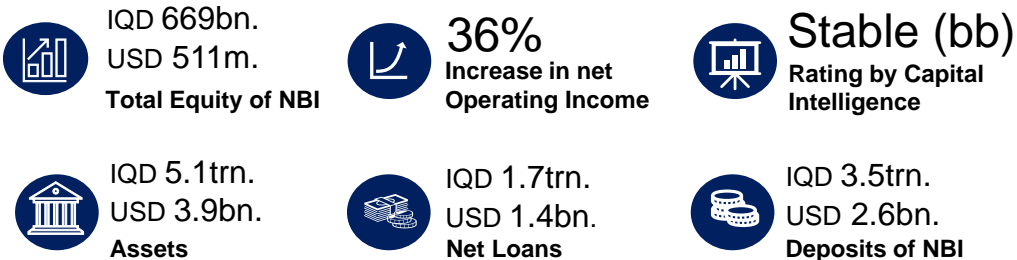 IQD 669bn.
USD 511m.
Total Equity of NBI
36%
Increase in net
Operating Income
Stable (bb)
Rating by Capital
Intelligence
IQD 5.1trn.
USD 3.9bn.
Assets
IQD 1.7trn.
USD 1.4bn.
Net Loans
IQD 3.5trn.
USD 2.6bn.
Deposits of NBI